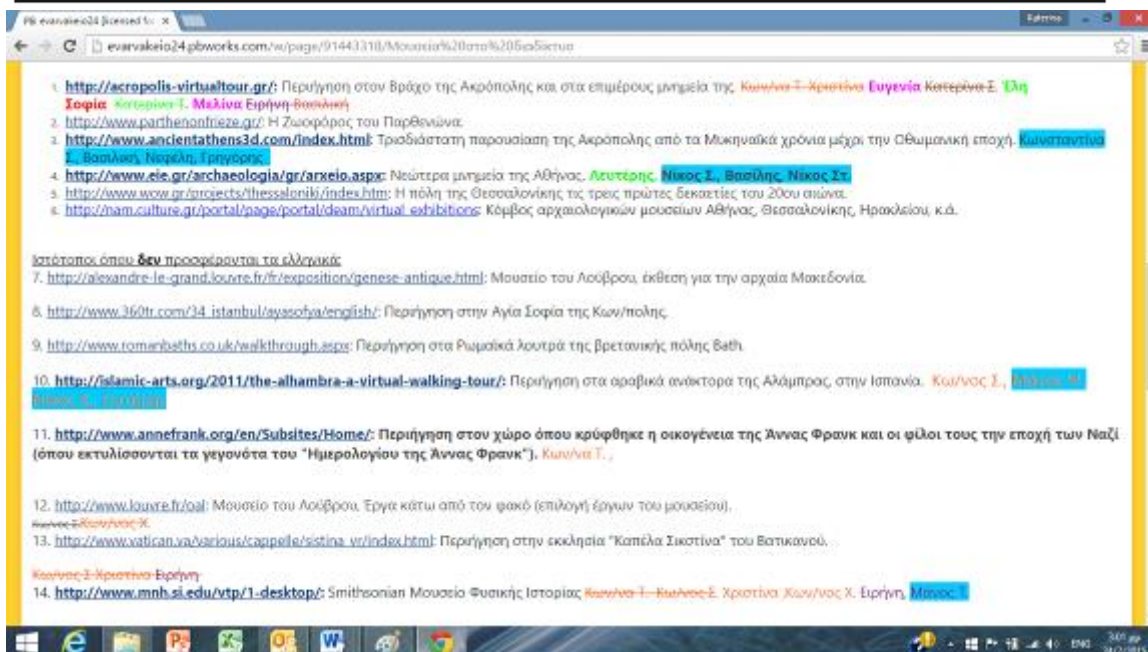 PB evarvakeio24 [licensed for
Katerina
evarvakeio24.pbworks.com/w/page/91443318/Μουσεία%20στο%20διαδίκτυο
1. http://acropolis-virtualtour.gr/: Περιήγηση στον Βράχο της Ακρόπολης και στα επιμέρους μνημεία της. Κων/να Τ. Χριστίνα Ευγενία Κατερίνα Σ. Έλη
Σοφία Κατερίνα Τ. Μελίνα Ειρήνη Βασιλική
2. http://www.parthenonfrieze.gr/: Η Ζωοφόρος του Παρθενώνα.
3. http://www.ancientathens3d.com/index.html: Τρισδιάστατη παρουσίαση της Ακρόπολης από τα Μυκηναϊκά χρόνια μέχρι την Οθωμανική εποχή. Κωνσταντίνα
Σ., Βασιλική, Νεφέλη, Γρηγόρης
4. http://www.eie.gr/archaeologia/gr/arxeio.aspx: Νεώτερα μνημεία της Αθήνας. Λευτέρης, Νίκος Σ., Βασίλης, Νίκος Στ.
5. http://www.wow.gr/projects/thessaloniki/index.htm: Η πόλη της Θεσσαλονίκης τις τρεις πρώτες δεκαετίες του 20ου αιώνα.
6. http://nam.culture.gr/portal/page/portal/deam/virtual_exhibitions: Κόμβος αρχαιολογικών μουσείων Αθήνας, Θεσσαλονίκης, Ηρακλείου, κ.ά.
Ιστότοποι όπου δεν προσφέρονται τα ελληνικά:
7. http://alexandre-le-grand.louvre.fr/fr/exposition/genese-antique.html: Μουσείο του Λούβρου, έκθεση για την αρχαία Μακεδονία.
8. http://www.360tr.com/34_istanbul/ayasofya/english/: Περιήγηση στην Αγία Σοφία της Κων/πολης.
9. http://www.romanbaths.co.uk/walkthrough.aspx: Περιήγηση στα Ρωμαϊκά λουτρά της βρετανικής πόλης Bath.
10. http://islamic-arts.org/2011/the-alhambra-a-virtual-walking-tour/: Περιήγηση στα αραβικά ανάκτορα της Αλάμπρας, στην Ισπανία. Κων/νος Σ.,
11. http://www.annefrank.org/en/Subsites/Home/: Περιήγηση στον χώρο όπου κρύφθηκε η οικογένεια της Άννας Φρανκ και οι φίλοι τους την εποχή των Ναζί
(όπου εκτυλίσσονται τα γεγονότα του "Ημερολογίου της Άννας Φρανκ"). Κων/να Τ. ,
12. http://www.louvre.fr/oal: Μουσείο του Λούβρου, Έργα κάτω από τον φακό (επιλογή έργων του μουσείου).
Κων/νος Σ. Κων/νος Χ.
13. http://www.vatican.va/various/cappelle/sistina_vr/index.html: Περιήγηση στην εκκλησία "Καπέλα Σικστίνα" του Βατικανού.
Κων/νος Σ. Χριστίνα Ειρήνη
14. http://www.mnh.si.edu/vtp/1-desktop/: Smithsonian Μουσείο Φυσικής Ιστορίας Κων/να Τ. Κων/νος Σ. Χριστίνα Κων/νος Χ. Ειρήνη, Μάνος Τ.
ENG